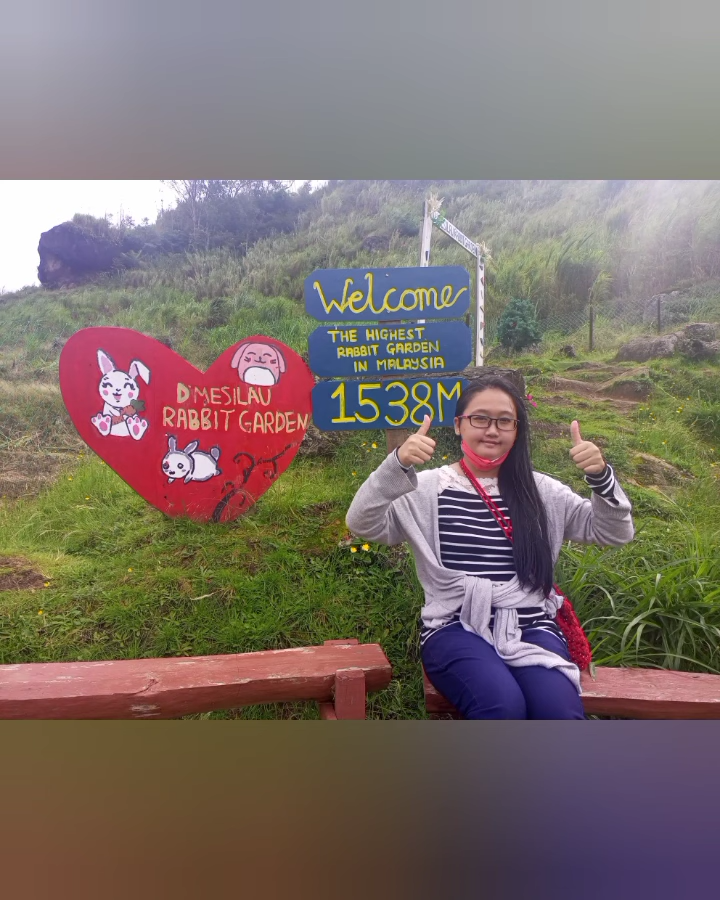 Welcome
THE HIGHEST
RABBIT GARDEN
IN MALAYSIA
1538M
D'MESILAU
RABBIT GARDEN